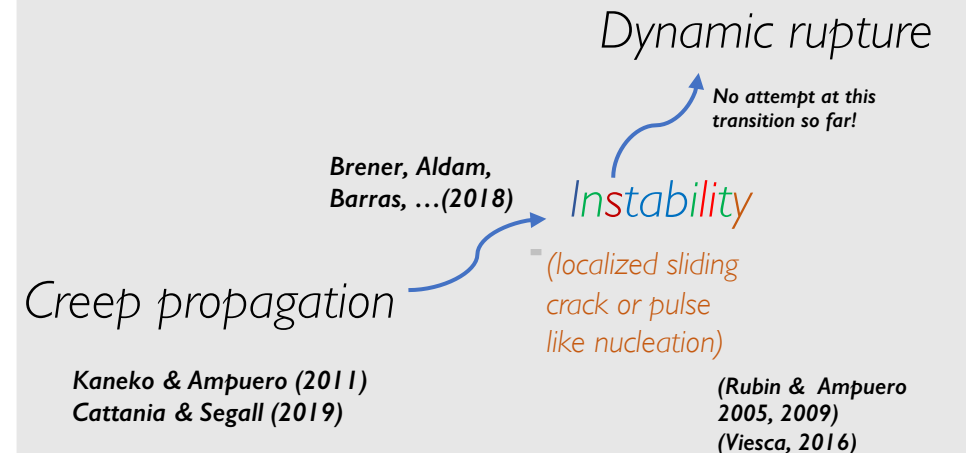 Dynamic rupture
No attempt at this
transition so far!
Brener, Aldam,
Barras, …(2018)
Instability
(localized sliding
crack or pulse
like nucleation)
Creep propagation
Kaneko & Ampuero (2011)
Cattania & Segall (2019)
(Rubin & Ampuero
2005, 2009)
(Viesca, 2016)